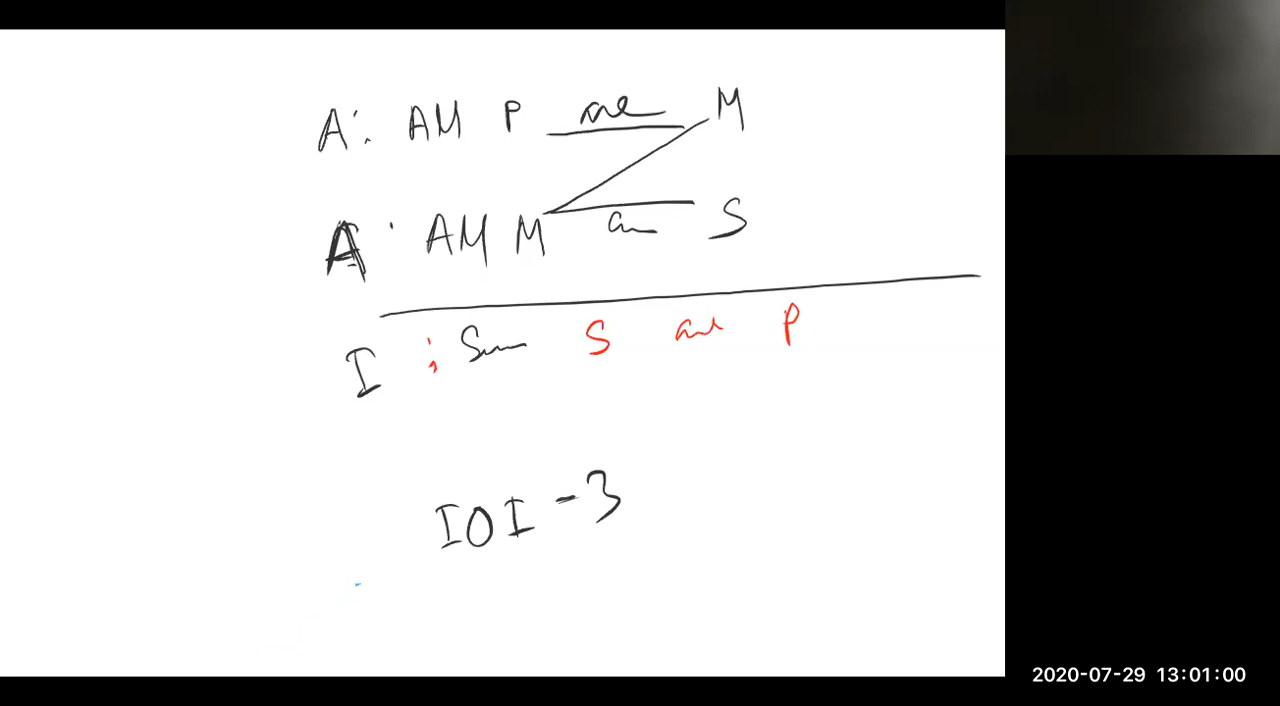 A: All P are M
A: All M are S
I: Some S are P
IOI - 3
2020-07-29 13:01:00